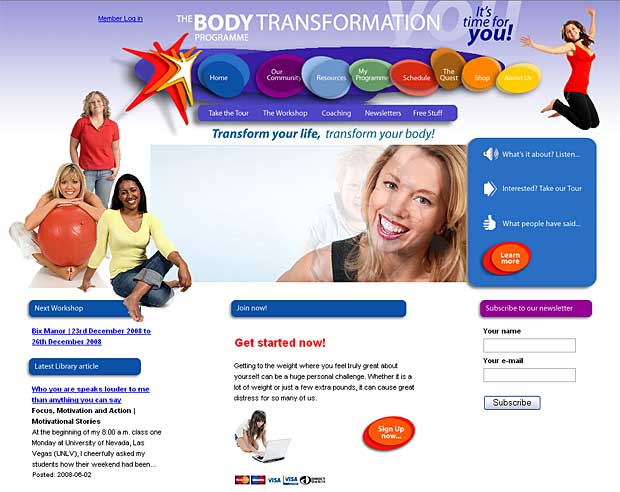 Member Log in
THE BODY TRANSFORMATION
PROGRAMME
you
It's
time for
you!
Home
Our
Community
Resources
My
Programme
Schedule
The
Quest
Shop
About Us
Take the Tour
The Workshop
Coaching
Newsletters
Free Stuff
Transform your life, transform your body!
What's it about? Listen...
Interested? Take our Tour
What people have said...
Learn
more
Next Workshop
Bix Manor | 23rd December 2008 to
26th December 2008
Latest Library article
Who you are speaks louder to me
than anything you can say
Focus, Motivation and Action |
Motivational Stories
At the beginning of my 8:00 a.m. class one
Monday at University of Nevada, Las
Vegas (UNLV), I cheerfully asked my
students how their weekend had been...
Posted: 2008-06-02
Join now!
Get started now!
Getting to the weight where you feel truly great about
yourself can be a huge personal challenge. Whether it is a
lot of weight or just a few extra pounds, it can cause great
distress for so many of us.
Sign Up
now...
VISA
VISA
Subscribe to our newsletter
Your name
Your e-mail
Subscribe